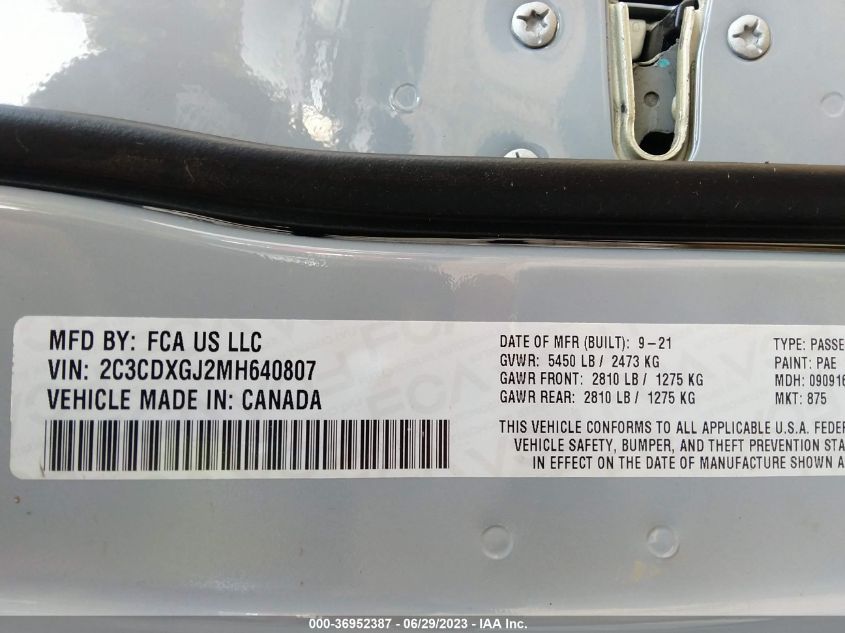 MFD BY: FCA US LLC
VIN: 2C3CDXGJ2MH640807
VEHICLE MADE IN: CANADA
DATE OF MFR (BUILT): 9-21
GVWR: 5450 LB / 2473 KG
GAWR FRONT: 2810 LB / 1275 KG
GAWR REAR: 2810 LB / 1275 KG
THIS VEHICLE CONFORMS TO ALL APPLICABLE U.S.A. FEDER
VEHICLE SAFETY, BUMPER, AND THEFT PREVENTION STA
IN EFFECT ON THE DATE OF MANUFACTURE SHOWN A
TYPE: PASSE
PAINT: PAE
MDH: 090916
MKT: 875
000-36952387 - 06/29/2023 - IAA Inc.